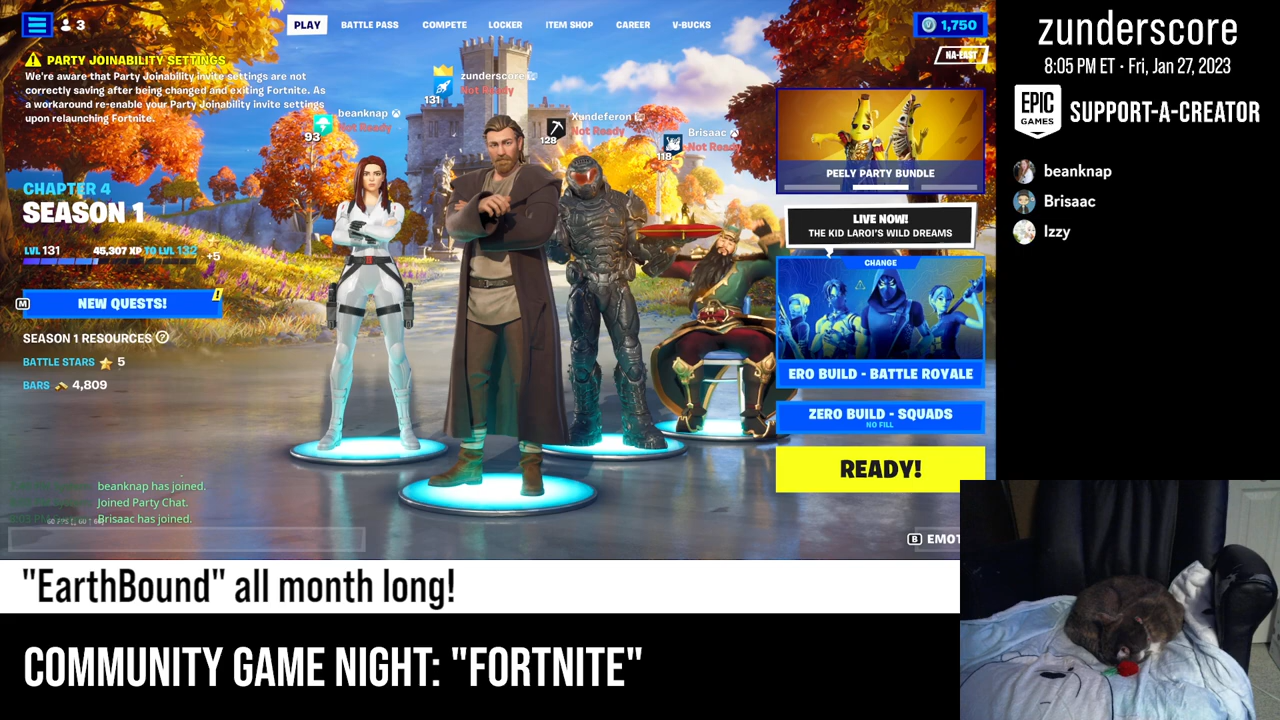 3
PLAY
BATTLE PASS
COMPETE
LOCKER
ITEM SHOP
CAREER
V-BUCKS
1,750
NA-EAST
PARTY JOINABILITY SETTINGS
We're aware that Party Joinability invite settings are not
correctly saving after being changed and exiting Fortnite. As
a workaround re-enable your Party Joinability invite settings
upon relaunching Fortnite.
zunderscore
131 Not Ready
beanknap
93 Not Ready
Xundeferon
128 Not Ready
Brisaac
118 Not Ready
CHAPTER 4
SEASON 1
LVL 131 45,307 XP TO LVL 132
+5
M NEW QUESTS! !
SEASON 1 RESOURCES ?
BATTLE STARS 5
BARS 4,809
PEELY PARTY BUNDLE
LIVE NOW!
THE KID LAROI'S WILD DREAMS
CHANGE
ERO BUILD - BATTLE ROYALE
ZERO BUILD - SQUADS
NO FILL
READY!
B EMOT
beanknap has joined.
Joined Party Chat.
Brisaac has joined.
zunderscore
8:05 PM ET · Fri, Jan 27, 2023
EPIC
GAMES
SUPPORT-A-CREATOR
beanknap
Brisaac
Izzy
"EarthBound" all month long!
COMMUNITY GAME NIGHT: "FORTNITE"